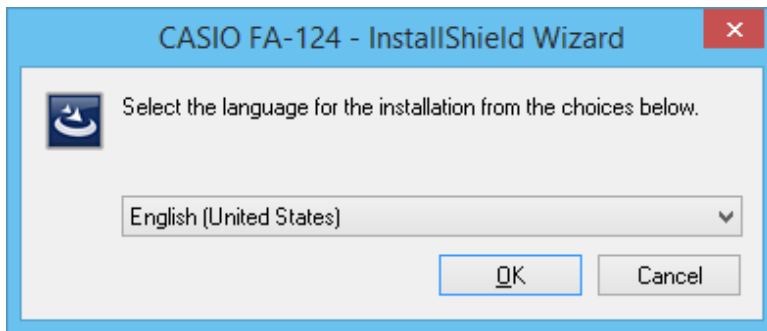 CASIO FA-124 - InstallShield Wizard
Select the language for the installation from the choices below.
English (United States)
OK
Cancel